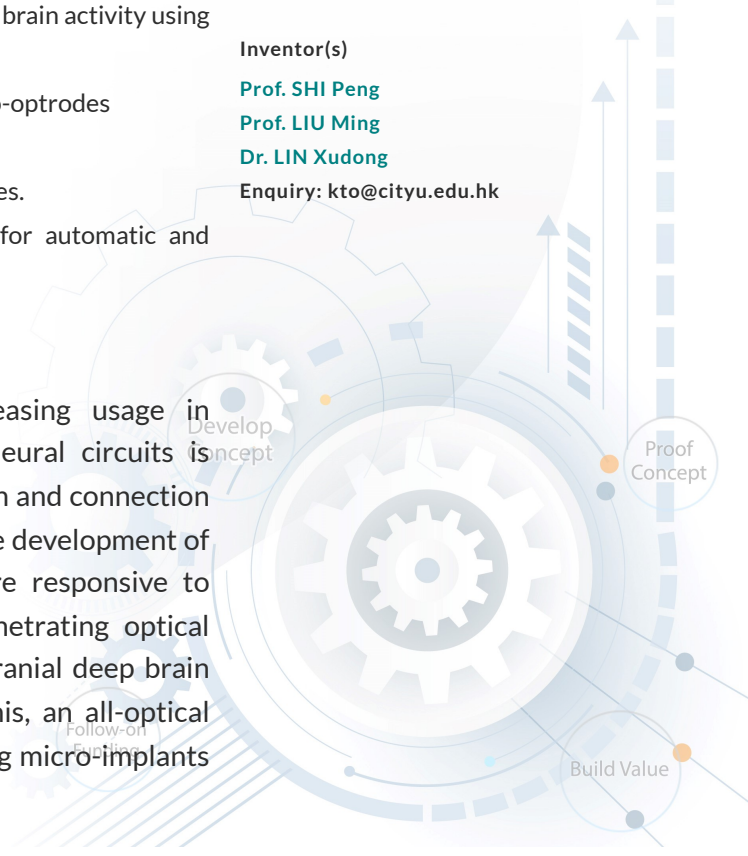 brain activity using
-optrodes
es.
for automatic and
easing usage in
eural circuits is
n and connection
e development of
re responsive to
netrating optical
ranial deep brain
his, an all-optical
g micro-implants
Inventor(s)
Prof. SHI Peng
Prof. LIU Ming
Dr. LIN Xudong
Enquiry: kto@cityu.edu.hk
Develop
Concept
Proof
Concept
Follow-on
Funding
Build Value